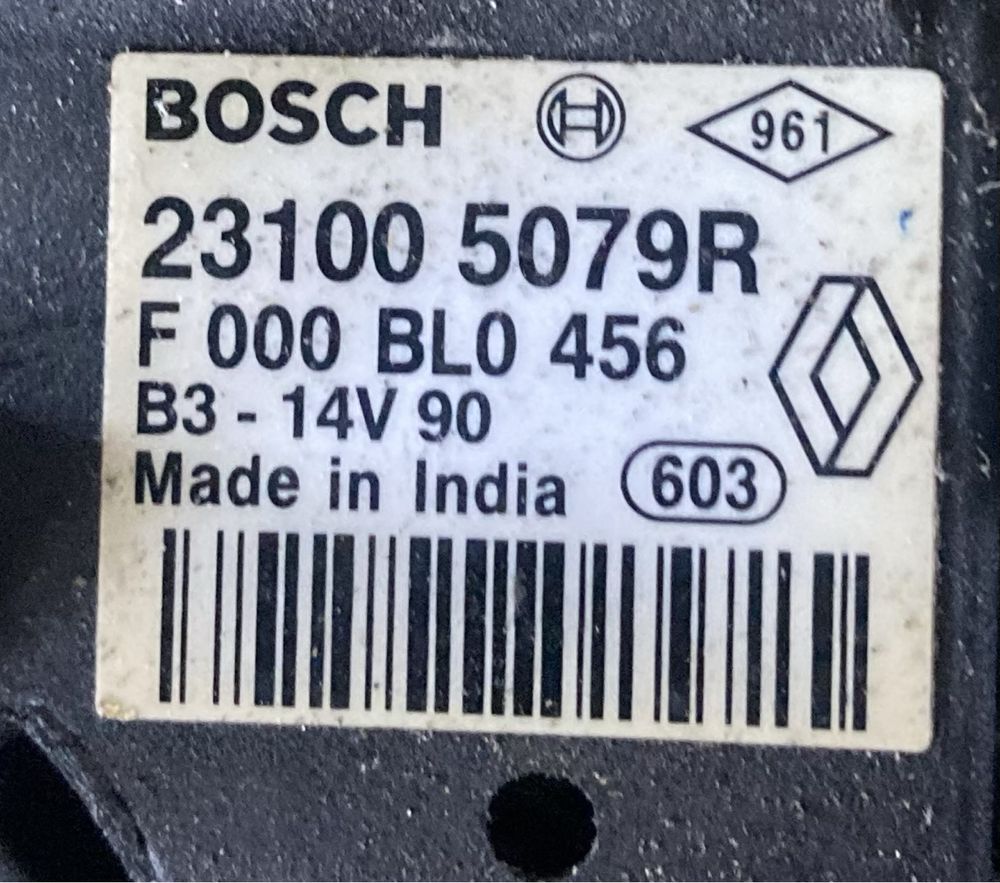 BOSCH
961
23100 5079R
F 000 BL0 456
B3 - 14V 90
Made in India
603